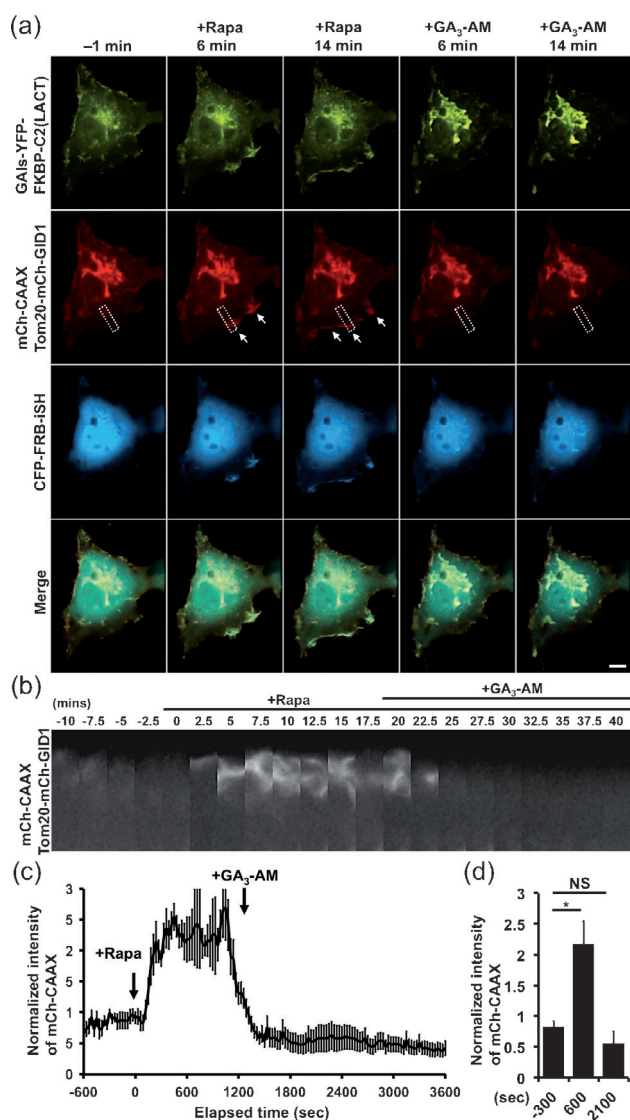 (a)
+Rapa +Rapa +GA₃-AM +GA₃-AM
–1 min 6 min 14 min 6 min 14 min
GAIs-YFP-
FKBP-C2(LACT)
mCh-CAAX
Tom20-mCh-GID1
CFP-FRB-iSH
Merge
(b)
+GA₃-AM
+Rapa
(mins)
-10 -7.5 -5 -2.5 0 2.5 5 7.5 10 12.5 15 17.5 20 22.5 25 27.5 30 32.5 35 37.5 40
mCh-CAAX
Tom20-mCh-GID1
(c)
+GA₃-AM
+Rapa
Normalized intensity
of mCh-CAAX
3
5
2
5
1
5
0
-600 0 600 1200 1800 2400 3000 3600
Elapsed time (sec)
(d)
NS
*
Normalized intensity
of mCh-CAAX
3
2.5
2
1.5
1
0.5
0
-300 600 2100
(sec)